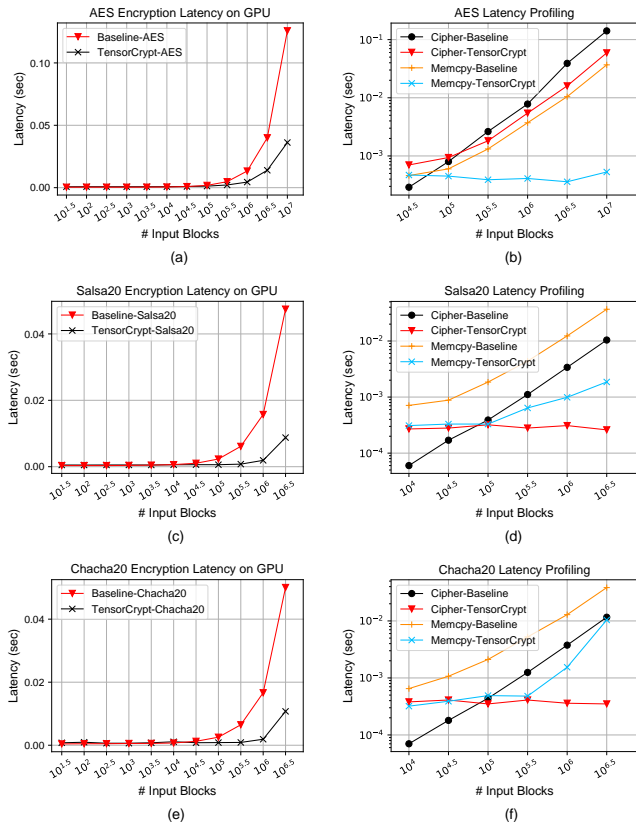 AES Encryption Latency on GPU
Baseline-AES
TensorCrypt-AES
Latency (sec)
0.10
0.05
0.00
10^1.5 10^2 10^2.5 10^3 10^3.5 10^4 10^4.5 10^5 10^5.5 10^6 10^6.5 10^7
# Input Blocks
(a)
AES Latency Profiling
Cipher-Baseline
Cipher-TensorCrypt
Memcpy-Baseline
Memcpy-TensorCrypt
Latency (sec)
10^−1
10^−2
10^−3
10^4.5 10^5 10^5.5 10^6 10^6.5 10^7
# Input Blocks
(b)
Salsa20 Encryption Latency on GPU
Baseline-Salsa20
TensorCrypt-Salsa20
Latency (sec)
0.04
0.02
0.00
10^1.5 10^2 10^2.5 10^3 10^3.5 10^4 10^4.5 10^5 10^5.5 10^6 10^6.5
# Input Blocks
(c)
Salsa20 Latency Profiling
Cipher-Baseline
Cipher-TensorCrypt
Memcpy-Baseline
Memcpy-TensorCrypt
Latency (sec)
10^−2
10^−3
10^−4
10^4 10^4.5 10^5 10^5.5 10^6 10^6.5
# Input Blocks
(d)
Chacha20 Encryption Latency on GPU
Baseline-Chacha20
TensorCrypt-Chacha20
Latency (sec)
0.04
0.02
0.00
10^1.5 10^2 10^2.5 10^3 10^3.5 10^4 10^4.5 10^5 10^5.5 10^6 10^6.5
# Input Blocks
(e)
Chacha20 Latency Profiling
Cipher-Baseline
Cipher-TensorCrypt
Memcpy-Baseline
Memcpy-TensorCrypt
Latency (sec)
10^−2
10^−3
10^−4
10^4 10^4.5 10^5 10^5.5 10^6 10^6.5
# Input Blocks
(f)